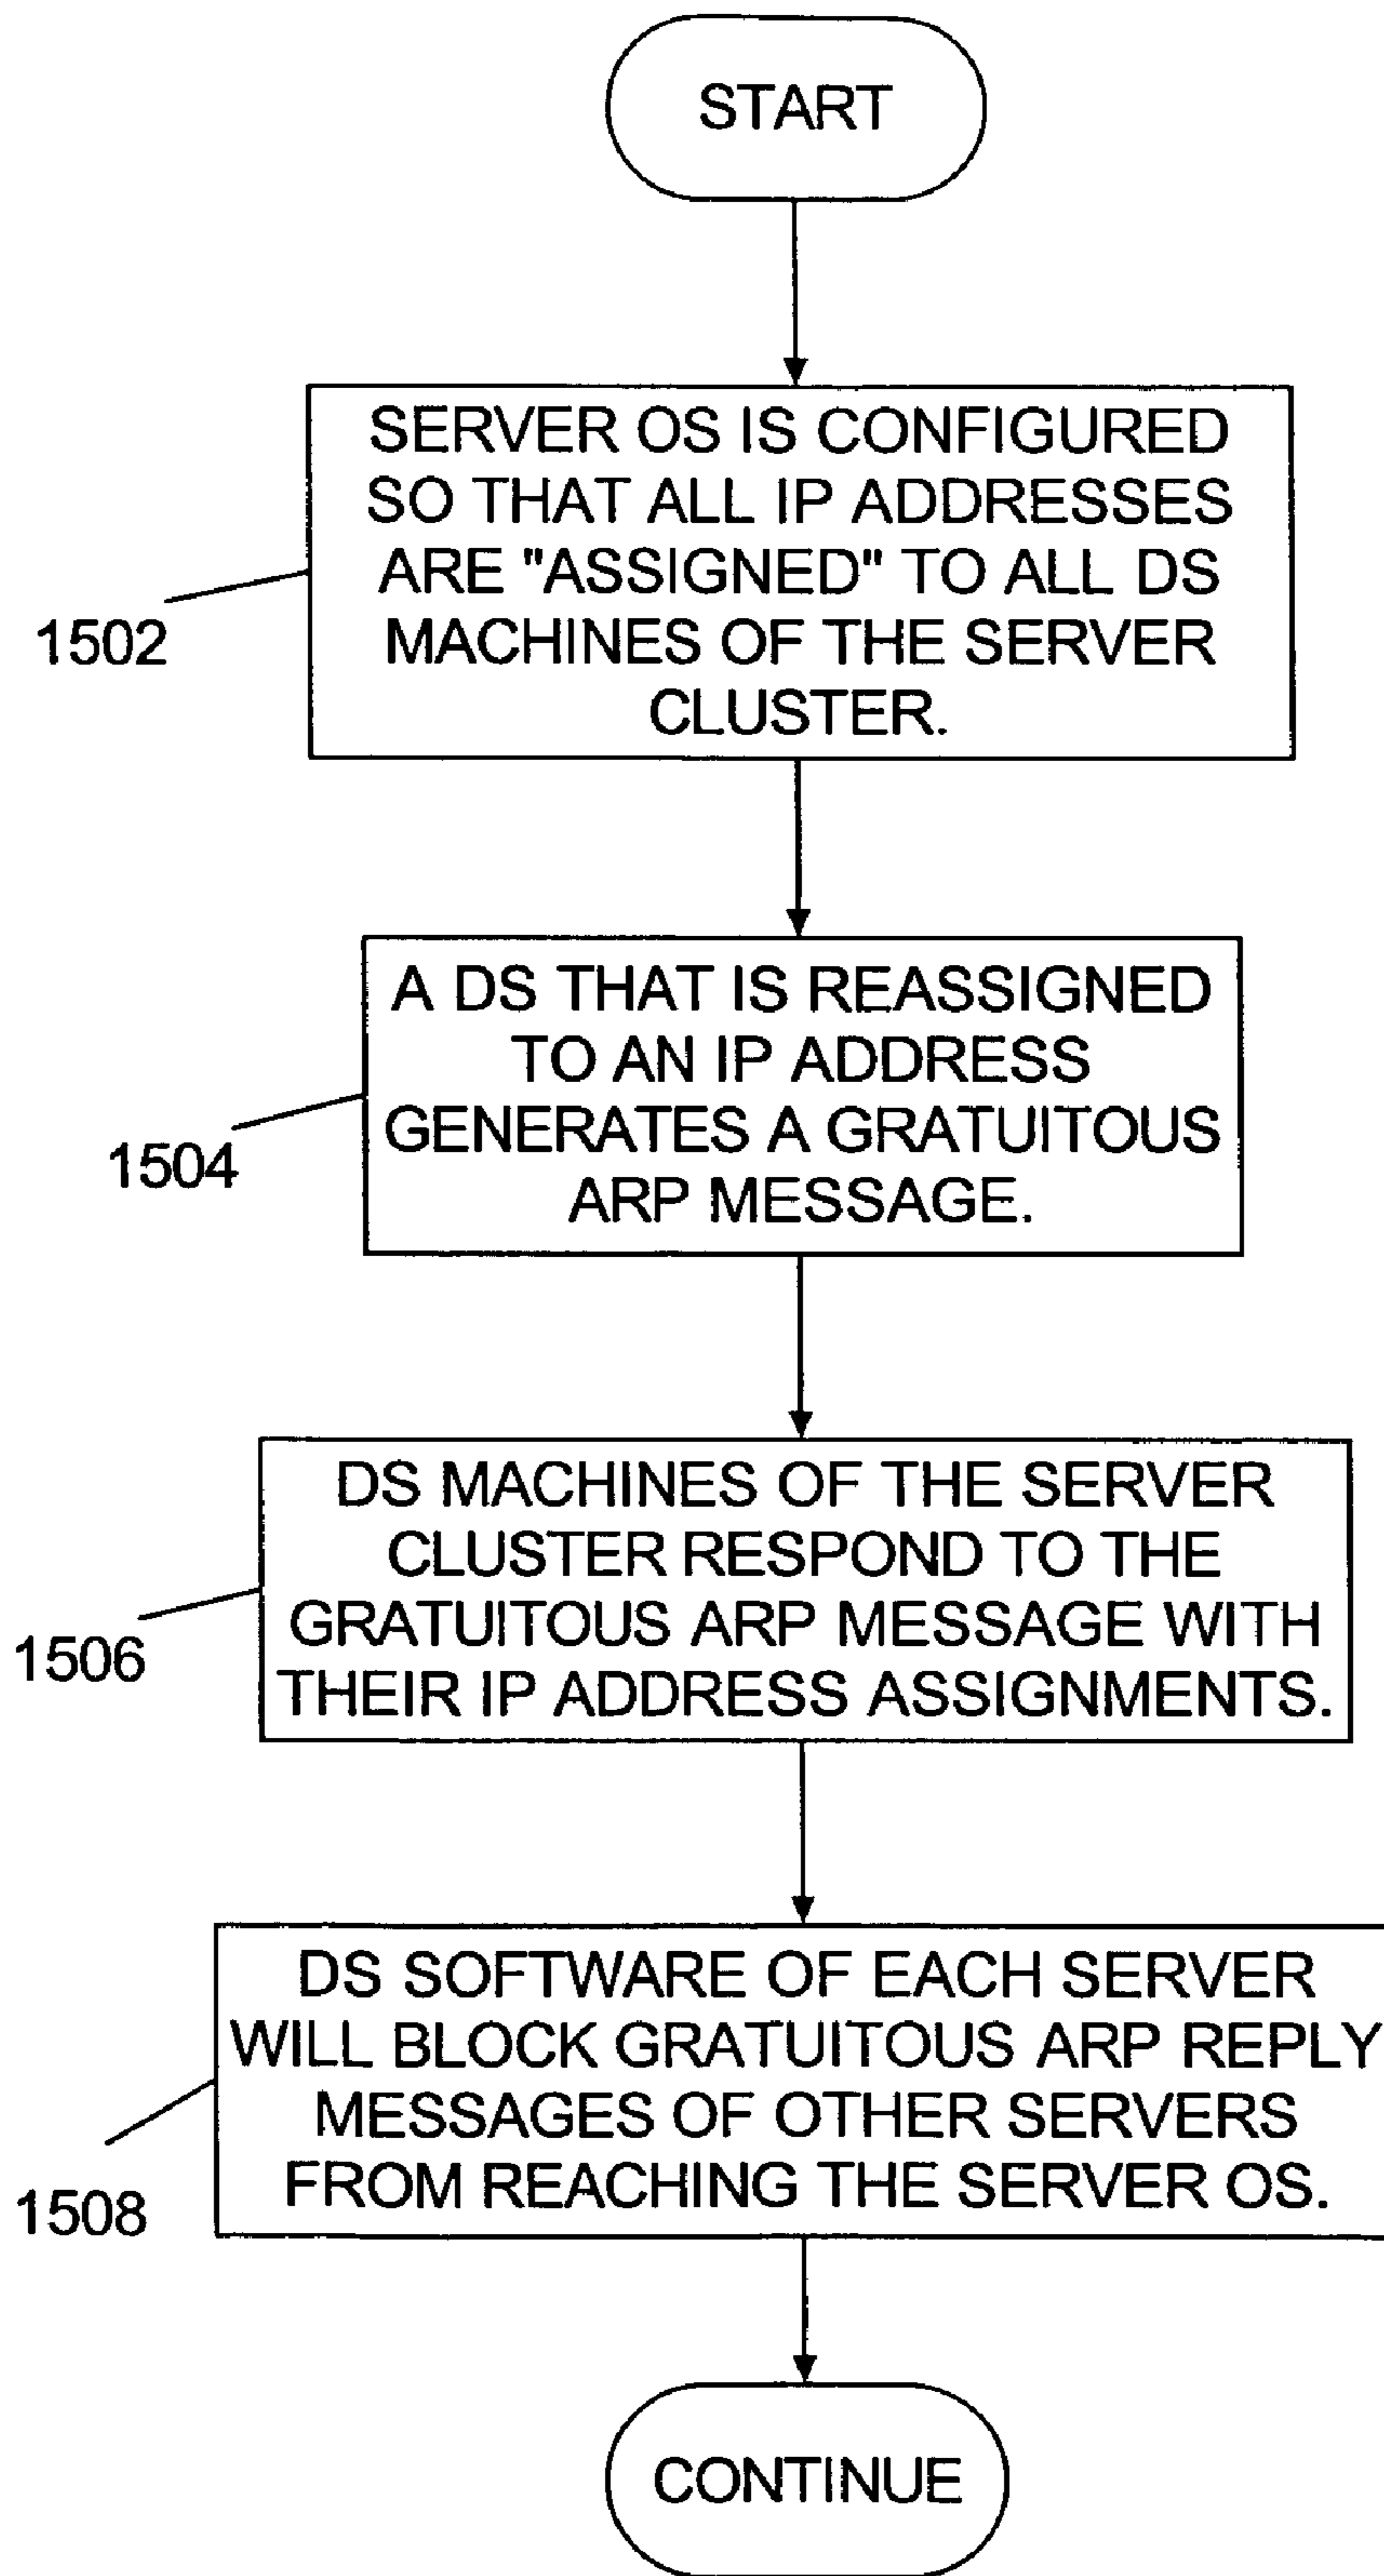 START
SERVER OS IS CONFIGURED
SO THAT ALL IP ADDRESSES
ARE "ASSIGNED" TO ALL DS
MACHINES OF THE SERVER
CLUSTER.
1502
A DS THAT IS REASSIGNED
TO AN IP ADDRESS
GENERATES A GRATUITOUS
ARP MESSAGE.
1504
DS MACHINES OF THE SERVER
CLUSTER RESPOND TO THE
GRATUITOUS ARP MESSAGE WITH
THEIR IP ADDRESS ASSIGNMENTS.
1506
DS SOFTWARE OF EACH SERVER
WILL BLOCK GRATUITOUS ARP REPLY
MESSAGES OF OTHER SERVERS
FROM REACHING THE SERVER OS.
1508
CONTINUE